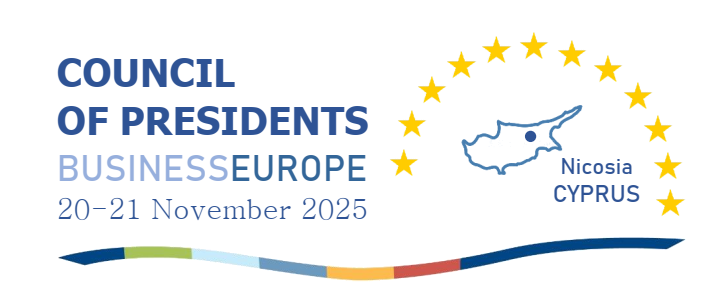 COUNCIL
OF PRESIDENTS
BUSINESSEUROPE
20-21 November 2025
Nicosia
CYPRUS